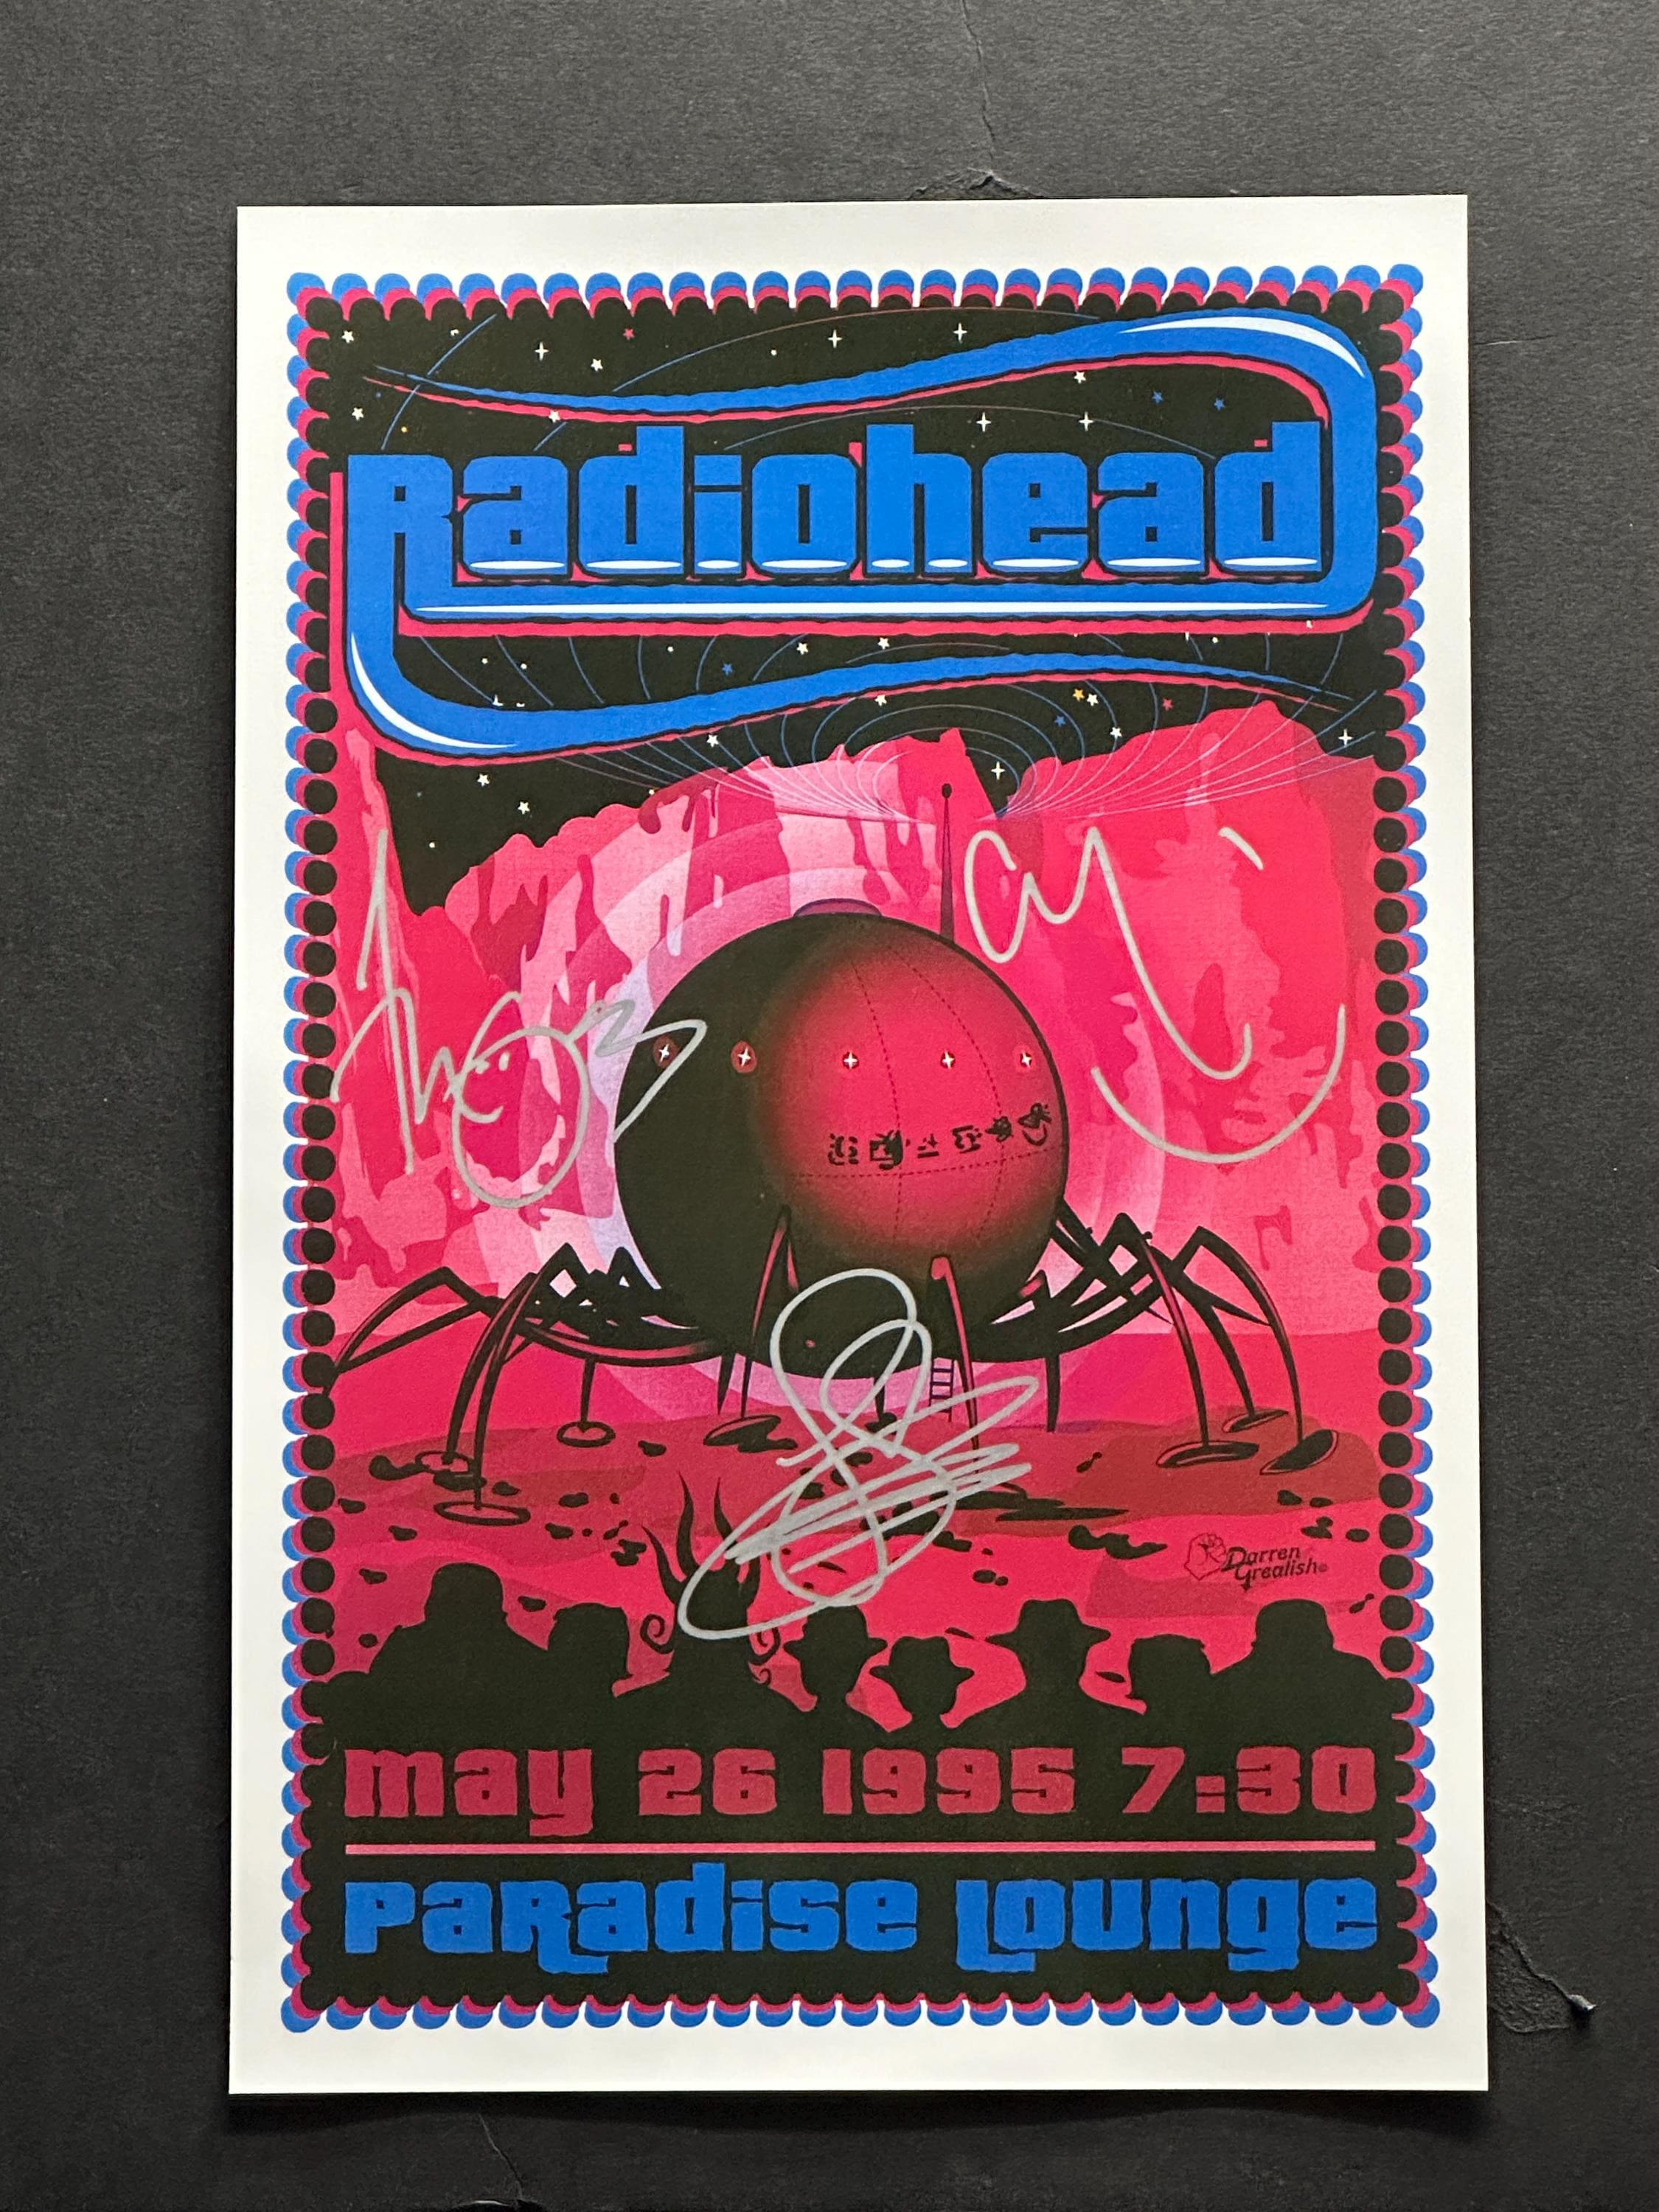 Radiohead
Darren
Grealish
may 26 1995 7:30
Paradise Lounge